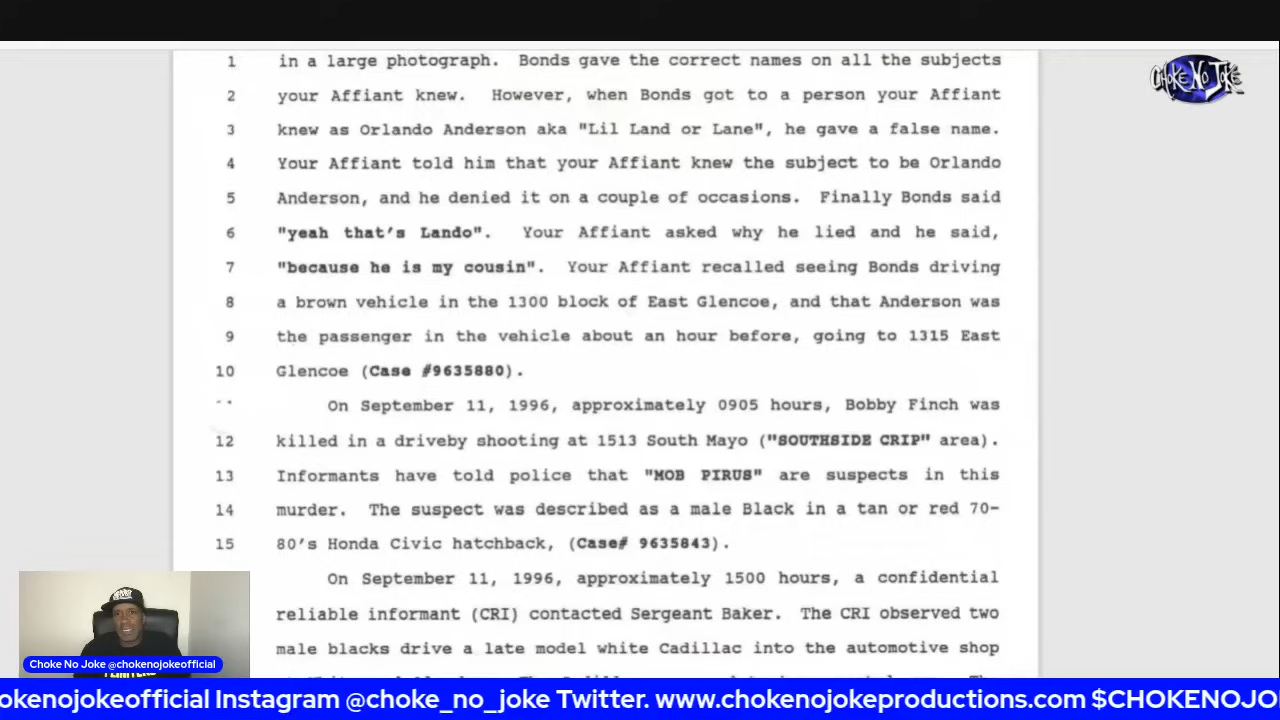 CHOKE NO JOKE
1 in a large photograph. Bonds gave the correct names on all the subjects
2 your Affiant knew. However, when Bonds got to a person your Affiant
3 knew as Orlando Anderson aka "Lil Land or Lane", he gave a false name.
4 Your Affiant told him that your Affiant knew the subject to be Orlando
5 Anderson, and he denied it on a couple of occasions. Finally Bonds said
6 "yeah that's Lando". Your Affiant asked why he lied and he said,
7 "because he is my cousin". Your Affiant recalled seeing Bonds driving
8 a brown vehicle in the 1300 block of East Glencoe, and that Anderson was
9 the passenger in the vehicle about an hour before, going to 1315 East
10 Glencoe (Case #9635880).
On September 11, 1996, approximately 0905 hours, Bobby Finch was
12 killed in a driveby shooting at 1513 South Mayo ("SOUTHSIDE CRIP" area).
13 Informants have told police that "MOB PIRUS" are suspects in this
14 murder. The suspect was described as a male Black in a tan or red 70-
15 80's Honda Civic hatchback, (Case# 9635843).
On September 11, 1996, approximately 1500 hours, a confidential
reliable informant (CRI) contacted Sergeant Baker. The CRI observed two
male blacks drive a late model white Cadillac into the automotive shop
Choke No Joke @chokenojokeofficial
okenojokeofficial Instagram @choke_no_joke Twitter. www.chokenojokeproductions.com $CHOKENOJO